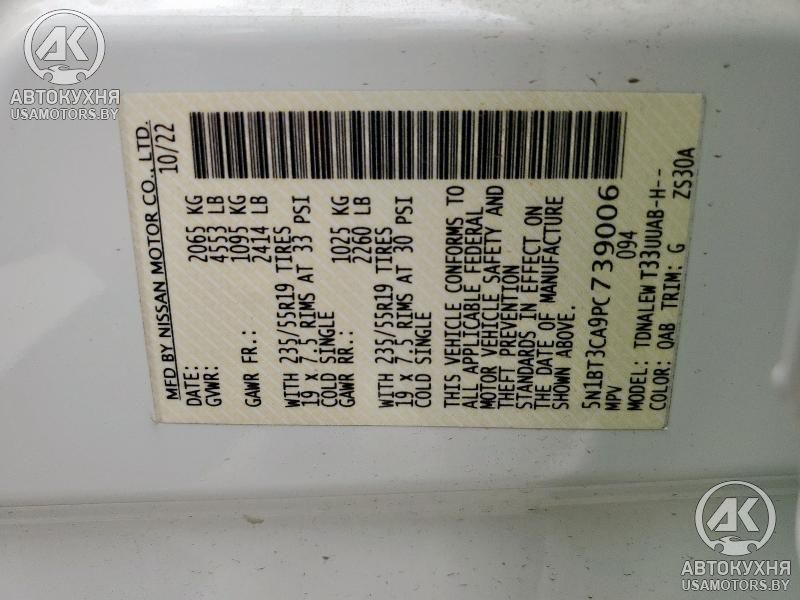 AK
АВТОКУХНЯ
USAMOTORS.BY
MFD BY NISSAN MOTOR CO., LTD.
DATE: 10/22
GVWR: 2065 KG
4553 LB
GAWR FR.: 1095 KG
2414 LB
WITH 235/55R19 TIRES
19 x 7.5 RIMS AT 33 PSI
COLD SINGLE
GAWR RR.: 1025 KG
2260 LB
WITH 235/55R19 TIRES
19 x 7.5 RIMS AT 30 PSI
COLD SINGLE
THIS VEHICLE CONFORMS TO
ALL APPLICABLE FEDERAL
MOTOR VEHICLE SAFETY AND
THEFT PREVENTION
STANDARDS IN EFFECT ON
THE DATE OF MANUFACTURE
SHOWN ABOVE.
5N1BT3CA9PC739006
MPV 094
MODEL: TDNALEW T33UUAB-H--
COLOR: QAB TRIM: G ZS30A
AK
АВТОКУХНЯ
USAMOTORS.BY